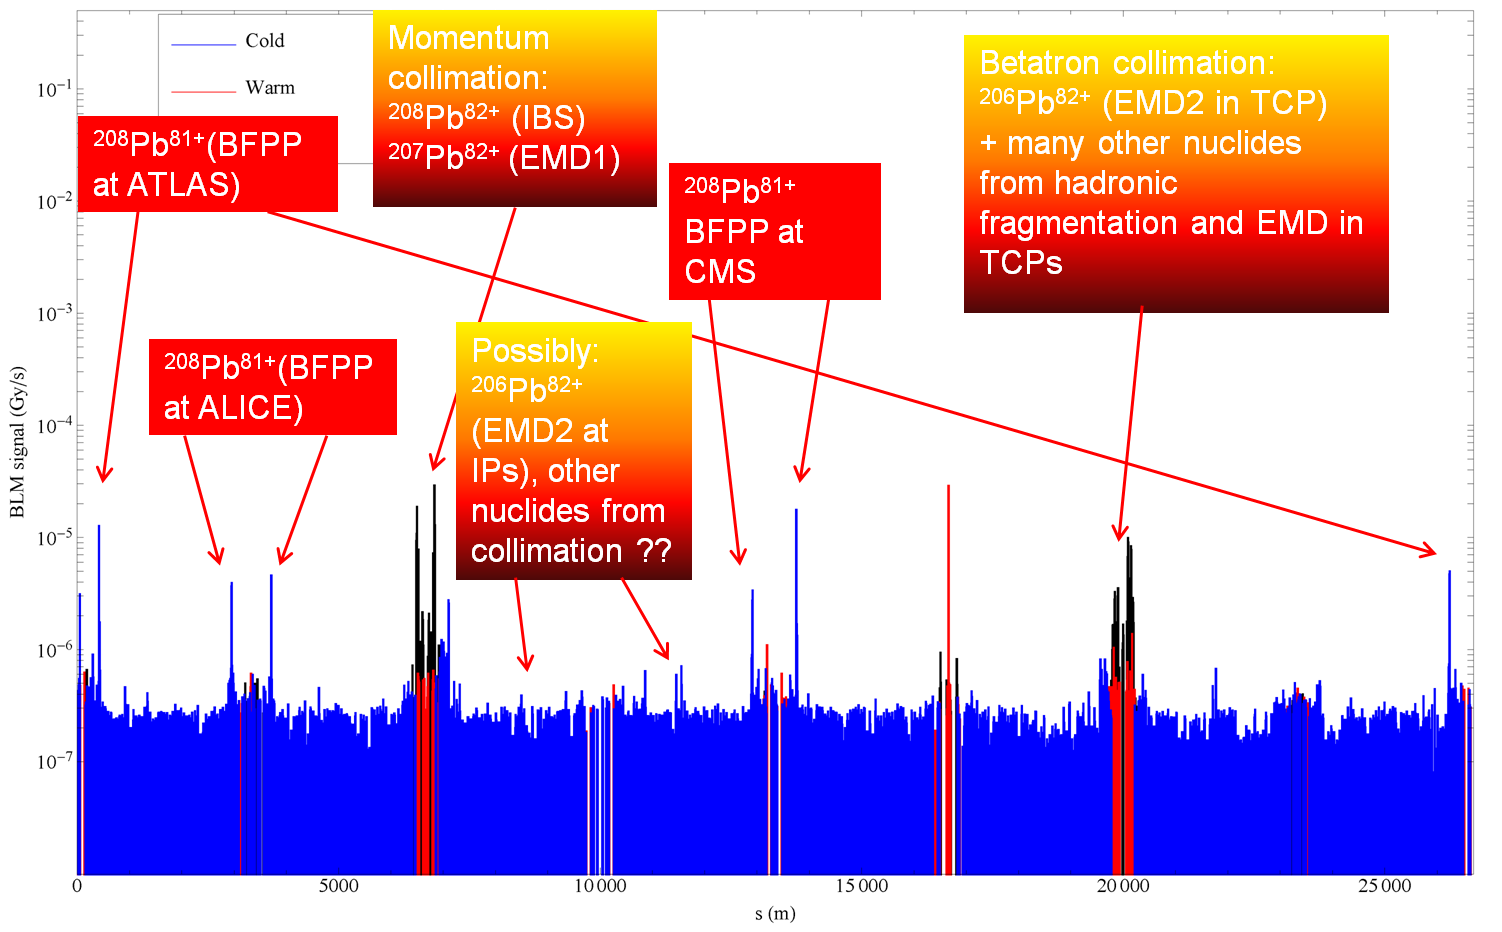 Cold
Warm
Momentum
collimation:
²⁰⁸Pb⁸²⁺ (IBS)
²⁰⁷Pb⁸²⁺ (EMD1)
Betatron collimation:
²⁰⁶Pb⁸²⁺ (EMD2 in TCP)
+ many other nuclides
from hadronic
fragmentation and EMD in
TCPs
²⁰⁸Pb⁸¹⁺(BFPP
at ATLAS)
²⁰⁸Pb⁸¹⁺
BFPP at
CMS
²⁰⁸Pb⁸¹⁺(BFPP
at ALICE)
Possibly:
²⁰⁶Pb⁸²⁺
(EMD2 at
IPs), other
nuclides from
collimation ??
BLM signal (Gy/s)
10⁻¹
10⁻²
10⁻³
10⁻⁴
10⁻⁵
10⁻⁶
10⁻⁷
0 5000 10 000 15 000 20 000 25 000
s (m)